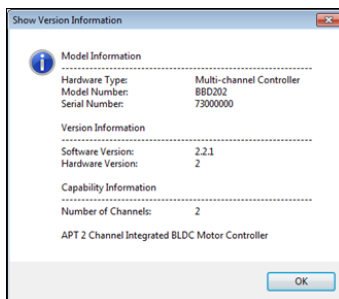 Show Version Information
Model Information
Hardware Type: Multi-channel Controller
Model Number: BBD202
Serial Number: 73000000
Version Information
Software Version: 2.2.1
Hardware Version: 2
Capability Information
Number of Channels: 2
APT 2 Channel Integrated BLDC Motor Controller
OK